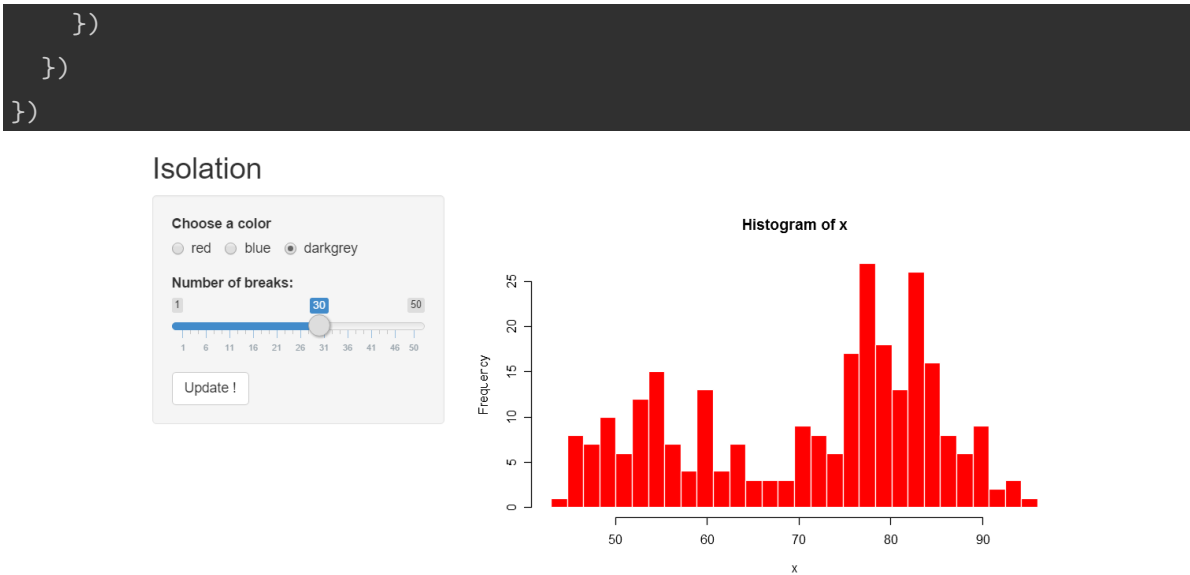 })
})
})
Isolation
Choose a color
red blue darkgrey
Number of breaks:
1 30 50
1 6 11 16 21 26 31 36 41 46 50
Update !
Histogram of x
Frequency
25
20
15
10
5
0
50 60 70 80 90
x